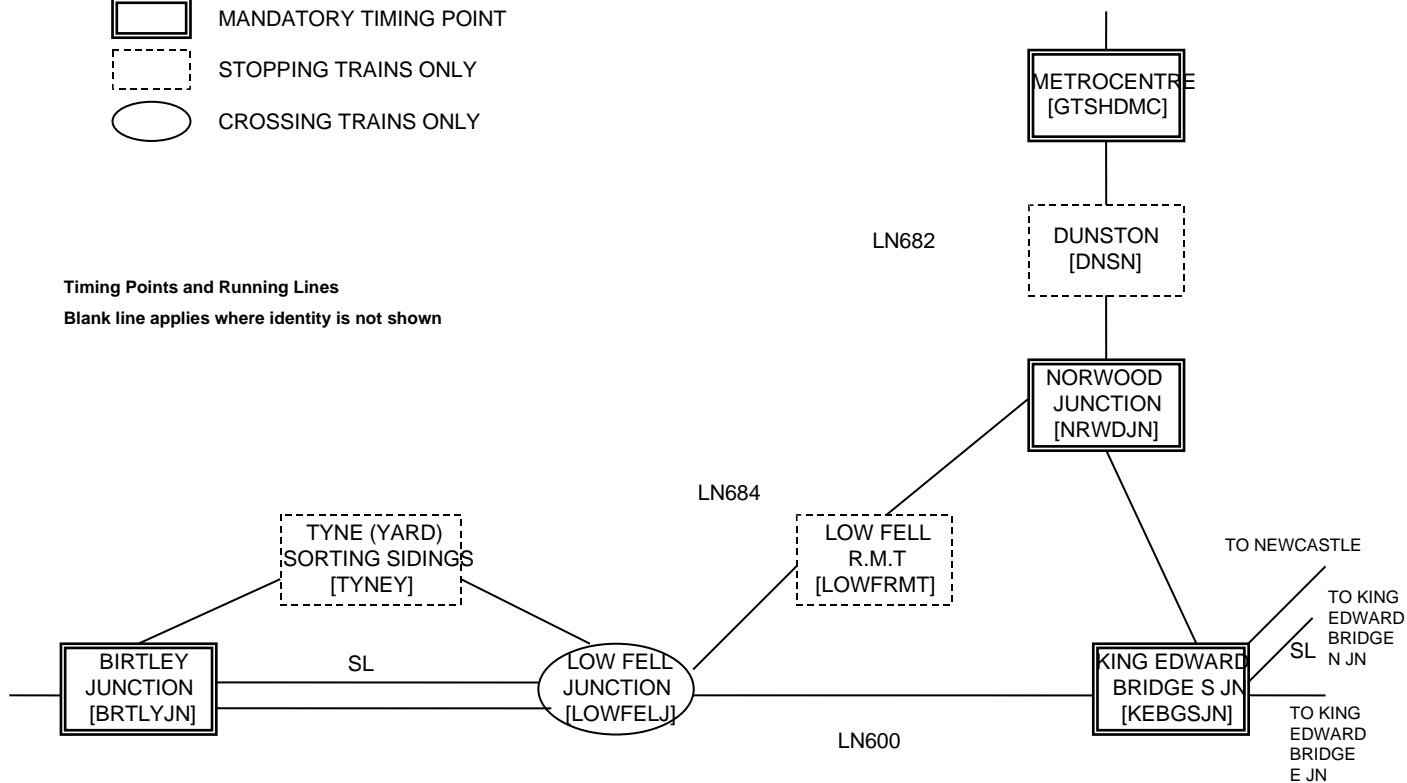 MANDATORY TIMING POINT
STOPPING TRAINS ONLY
CROSSING TRAINS ONLY
METROCENTRE
[GTSHDMC]
LN682
DUNSTON
[DNSN]
Timing Points and Running Lines
Blank line applies where identity is not shown
NORWOOD
JUNCTION
[NRWDJN]
LN684
TYNE (YARD)
SORTING SIDINGS
[TYNEY]
LOW FELL
R.M.T
[LOWFRMT]
TO NEWCASTLE
TO KING
EDWARD
BRIDGE
N JN
SL
BIRTLEY
JUNCTION
[BRTLYJN]
SL
LOW FELL
JUNCTION
[LOWFELJ]
KING EDWARD
BRIDGE S JN
[KEBGSJN]
LN600
TO KING
EDWARD
BRIDGE
E JN